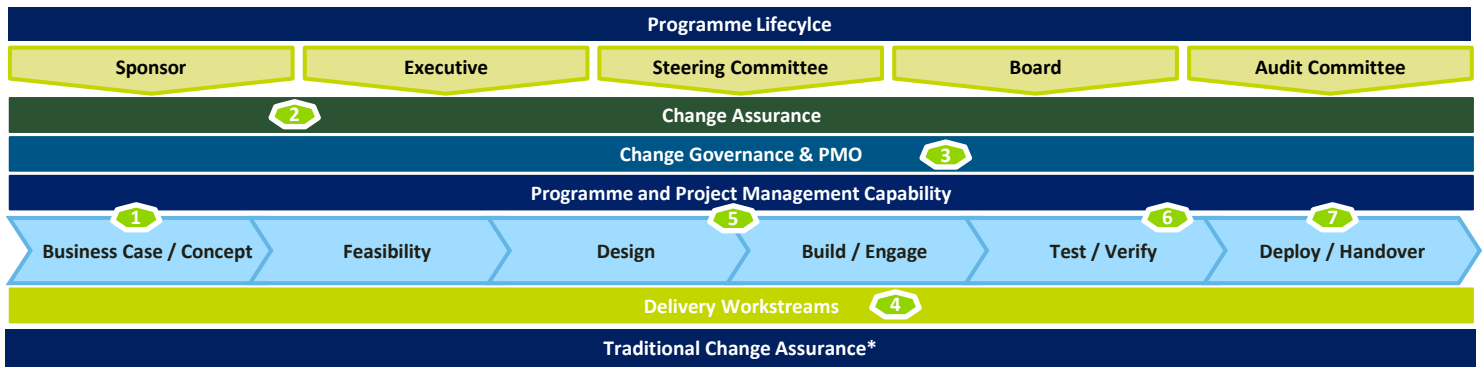 Programme Lifecylce
Sponsor
Executive
Steering Committee
Board
Audit Committee
2
Change Assurance
Change Governance & PMO
3
Programme and Project Management Capability
1
5
6
7
Business Case / Concept
Feasibility
Design
Build / Engage
Test / Verify
Deploy / Handover
Delivery Workstreams
4
Traditional Change Assurance*